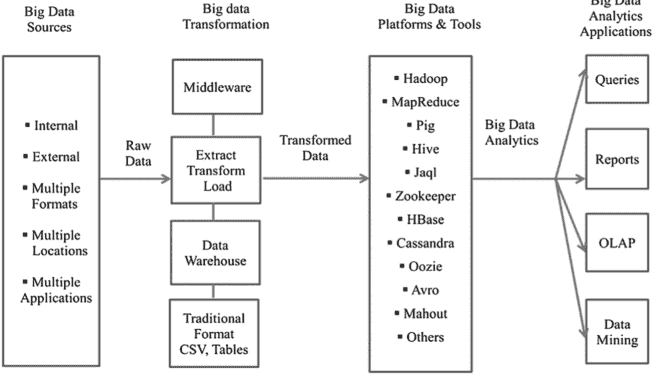 Big Data
Sources
Big data
Transformation
Big Data
Platforms & Tools
Big Data
Analytics
Applications
▪ Internal
▪ External
▪ Multiple
Formats
▪ Multiple
Locations
▪ Multiple
Applications
Raw
Data
Middleware
Extract
Transform
Load
Data
Warehouse
Traditional
Format
CSV, Tables
Transformed
Data
▪ Hadoop
▪ MapReduce
▪ Pig
▪ Hive
▪ Jaql
▪ Zookeeper
▪ HBase
▪ Cassandra
▪ Oozie
▪ Avro
▪ Mahout
▪ Others
Big Data
Analytics
Queries
Reports
OLAP
Data
Mining